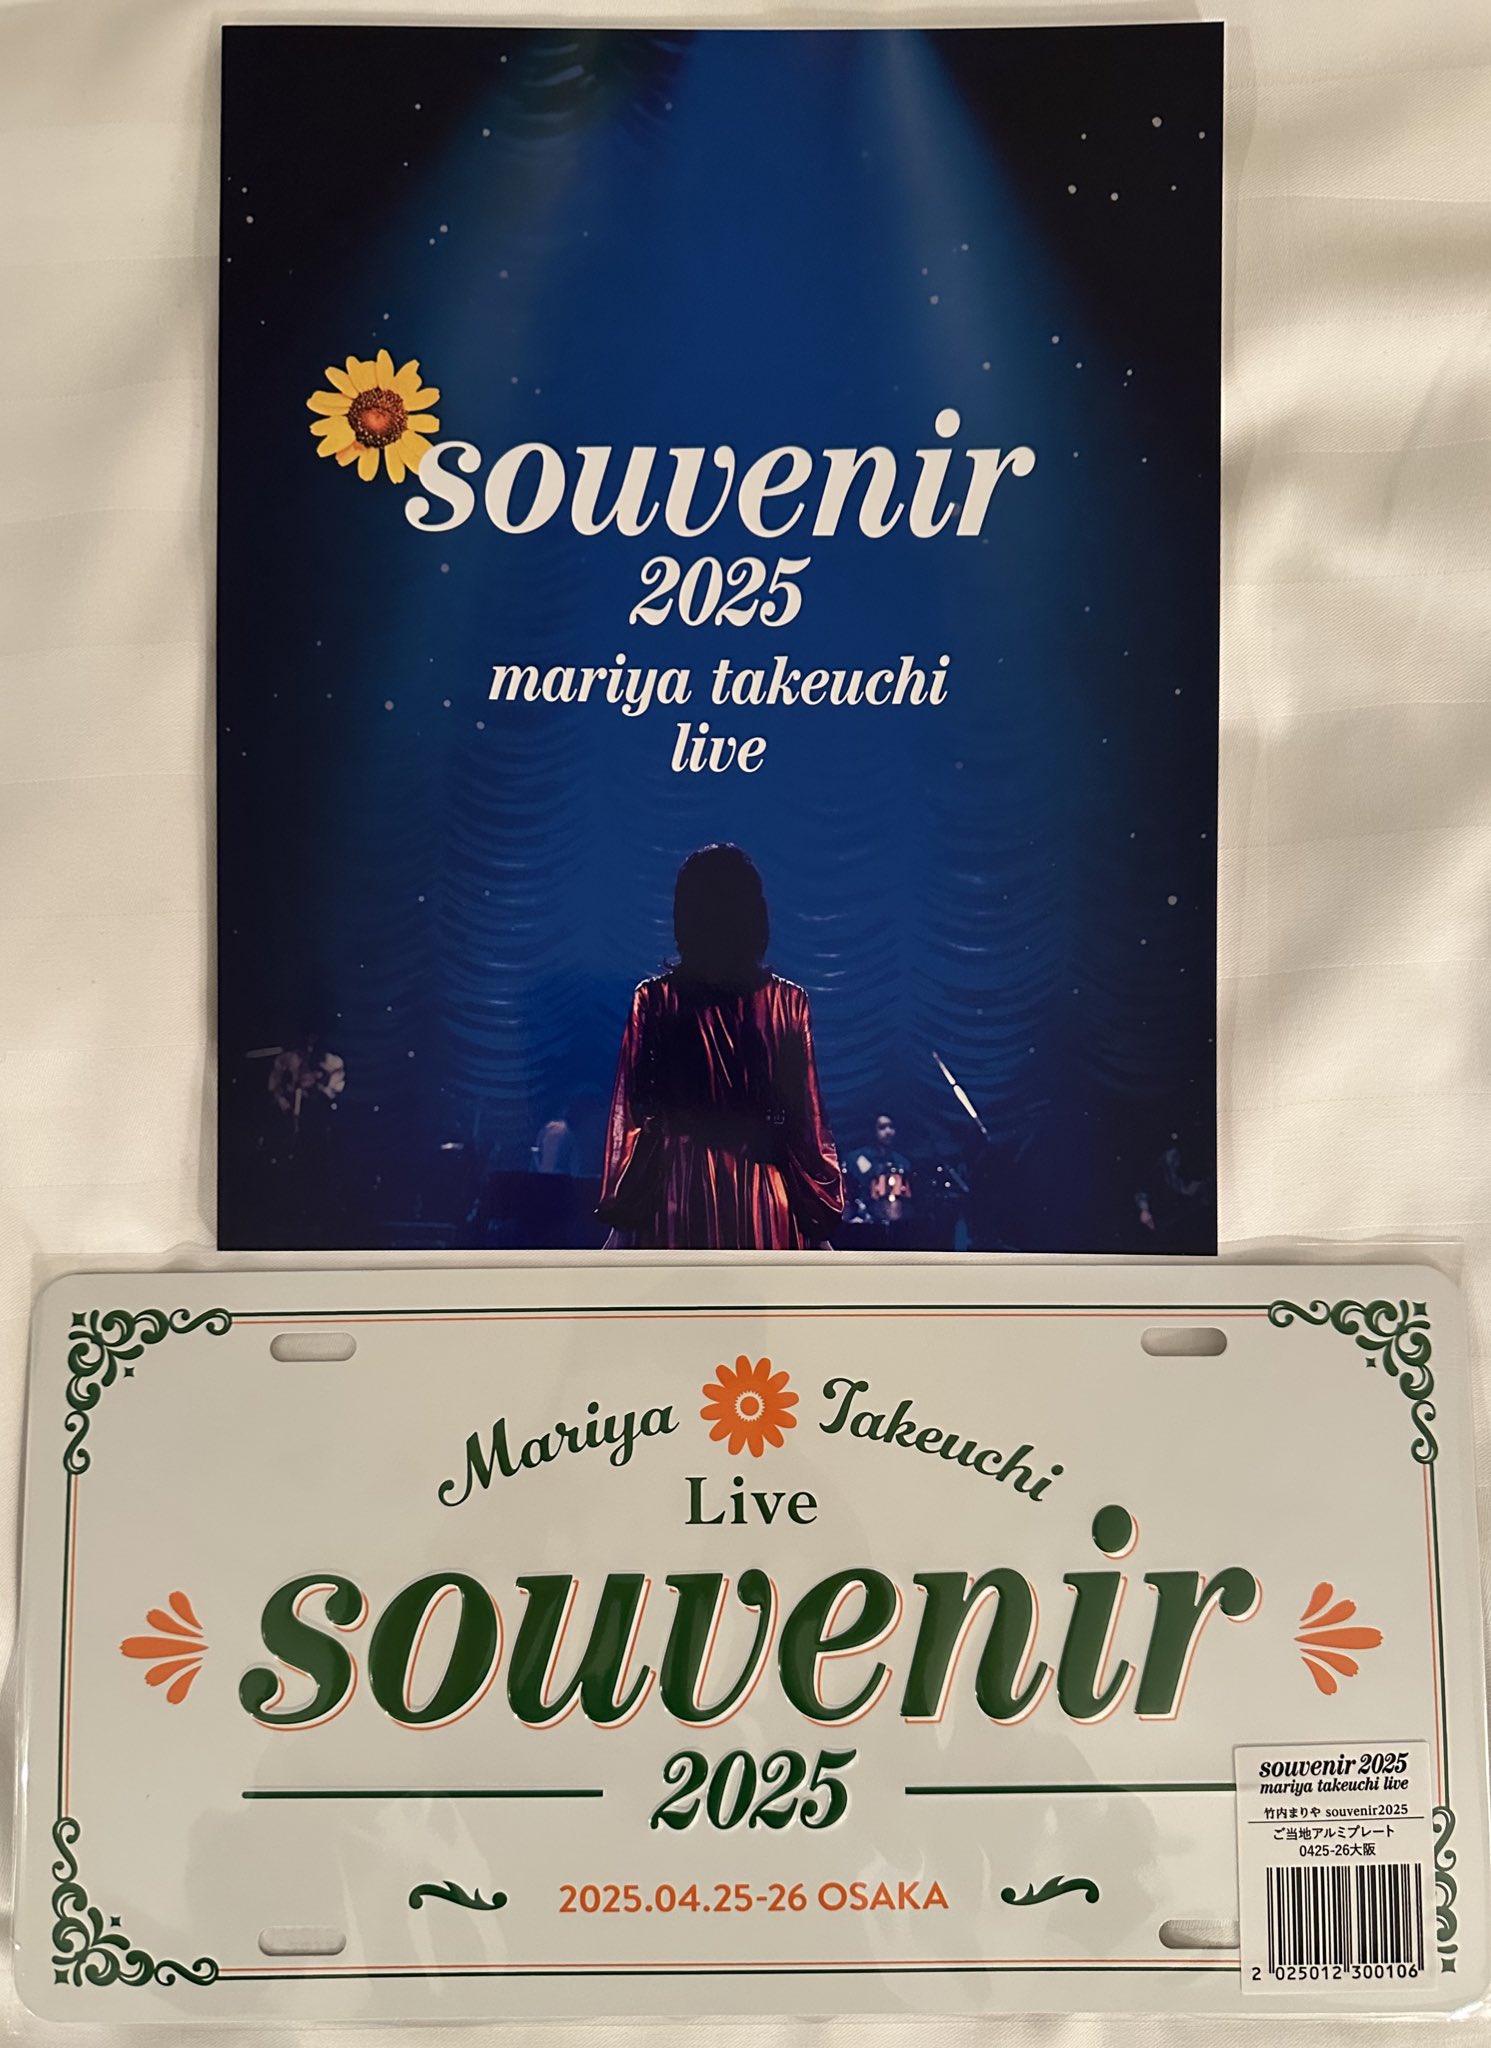 souvenir
2025
mariya takeuchi
live
Mariya Takeuchi
Live
souvenir
2025
2025.04.25-26 OSAKA
souvenir 2025
mariya takeuchi live
竹内まりや souvenir2025
ご当地アルミプレート
0425-26大阪
2 025012 300106